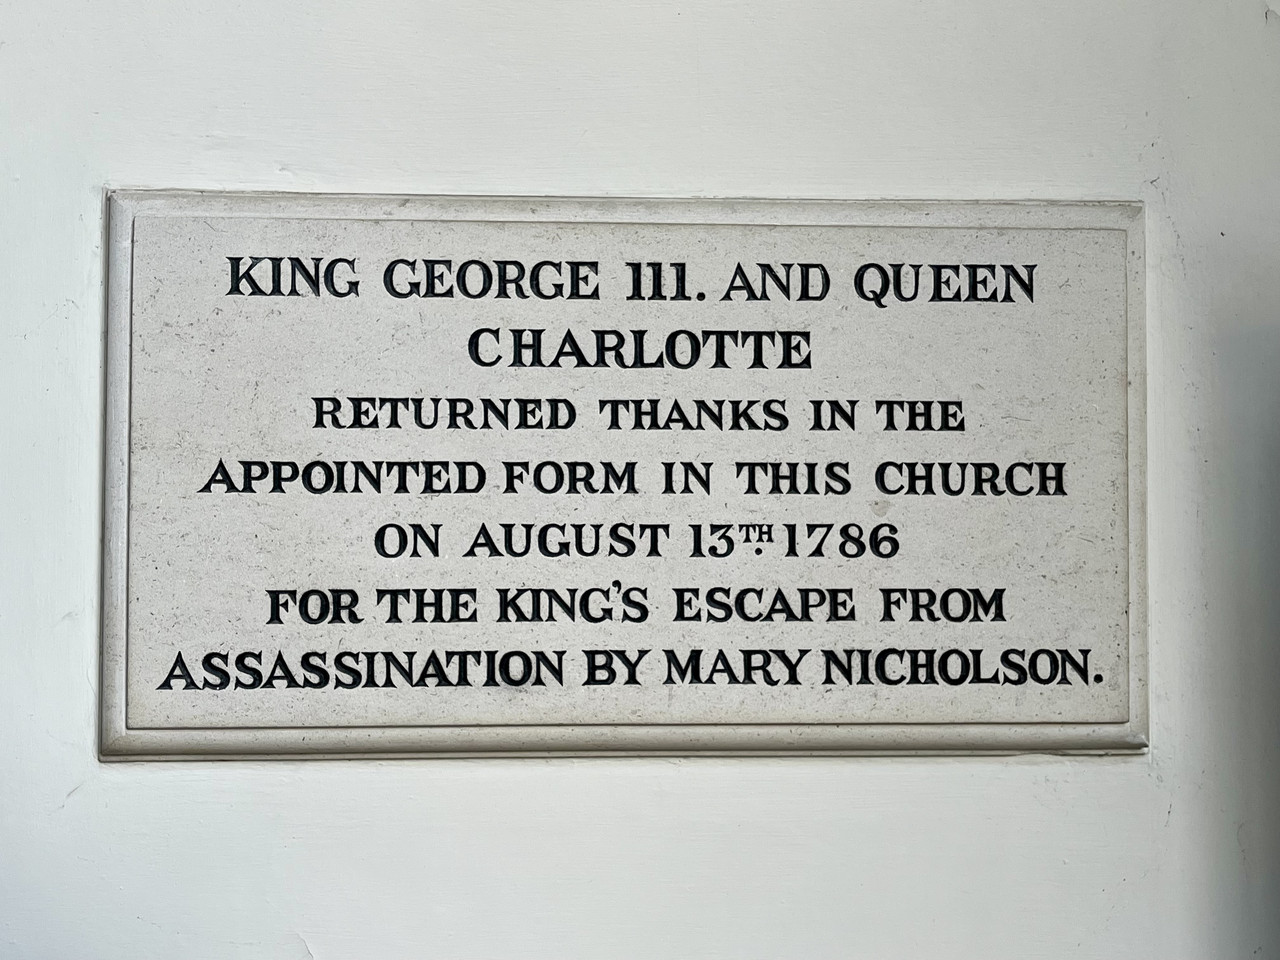 KING GEORGE 111. AND QUEEN
CHARLOTTE
RETURNED THANKS IN THE
APPOINTED FORM IN THIS CHURCH
ON AUGUST 13TH. 1786
FOR THE KING'S ESCAPE FROM
ASSASSINATION BY MARY NICHOLSON.